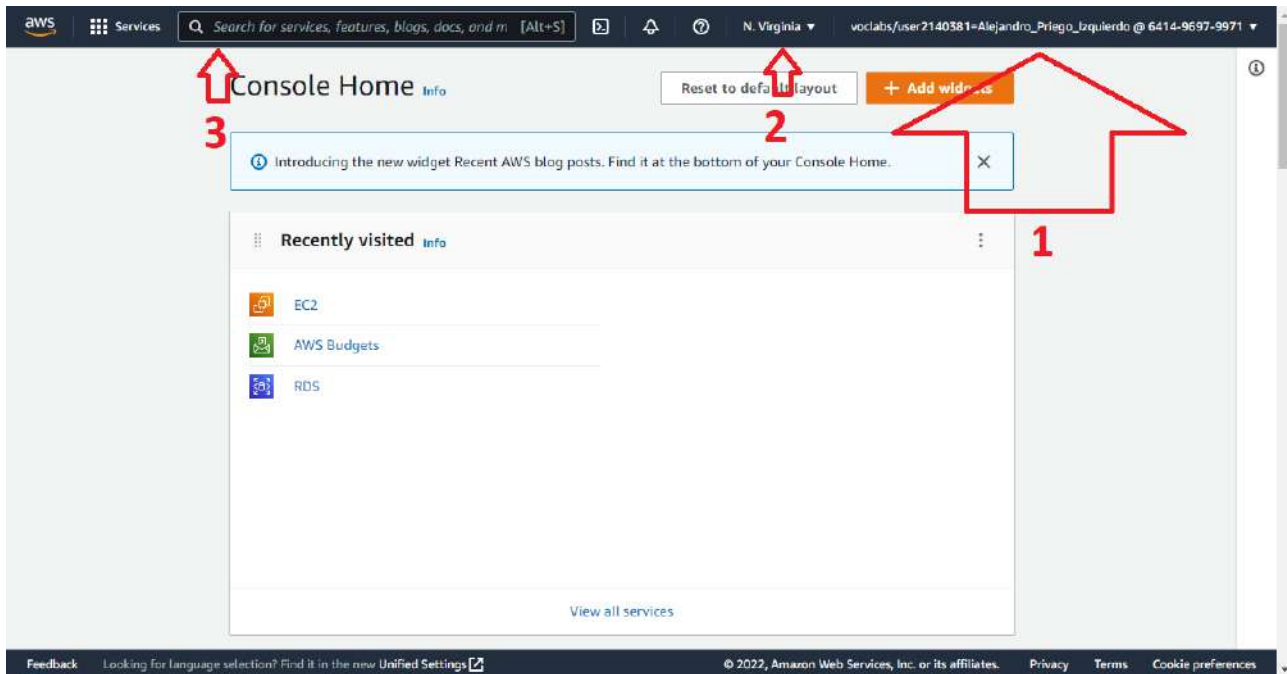 aws Services Search for services, features, blogs, docs, and m [Alt+S] N. Virginia voclabs/user2140381=Alejandro_Priego_Izquierdo @ 6414-9697-9971
Console Home Info Reset to default layout + Add widgets
3 2
Introducing the new widget Recent AWS blog posts. Find it at the bottom of your Console Home.
Recently visited Info
1
EC2
AWS Budgets
RDS
View all services
Feedback Looking for language selection? Find it in the new Unified Settings © 2022, Amazon Web Services, Inc. or its affiliates. Privacy Terms Cookie preferences